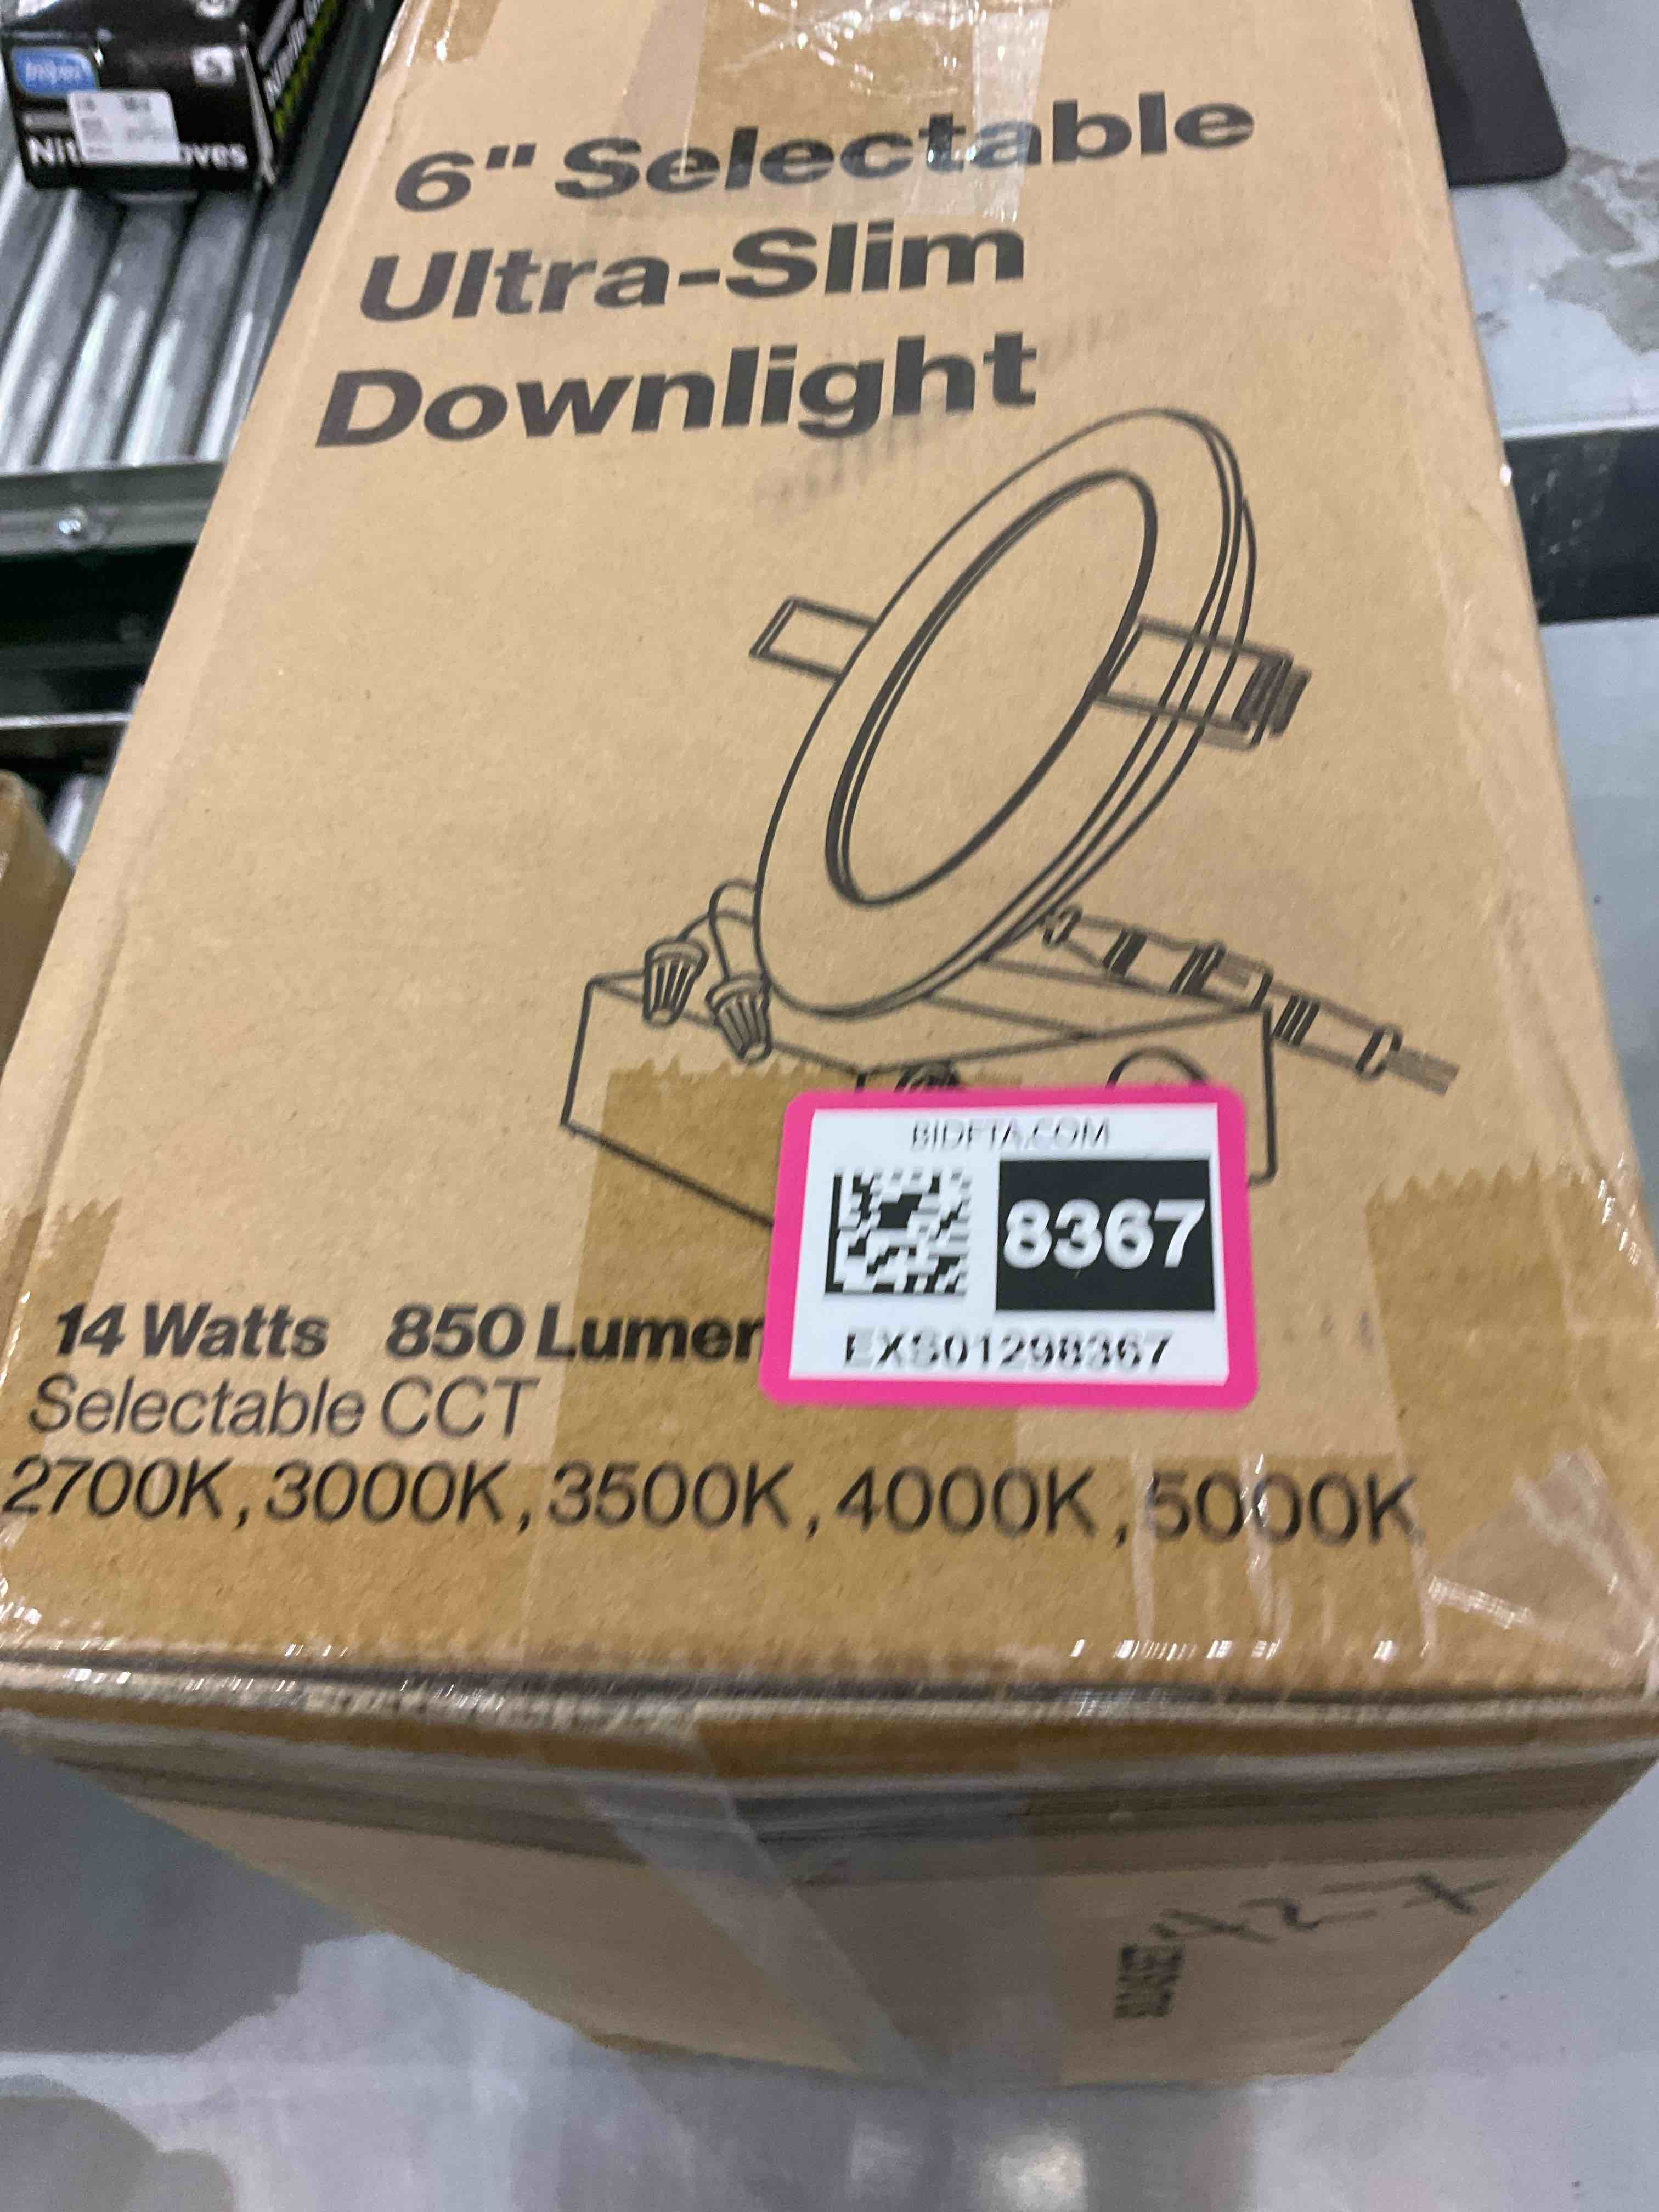 6" Selectable
Ultra-Slim
Downlight
BIDFTA.COM
8367
EXS01298367
14 Watts 850 Lumen
Selectable CCT
2700K, 3000K, 3500K, 4000K, 5000K